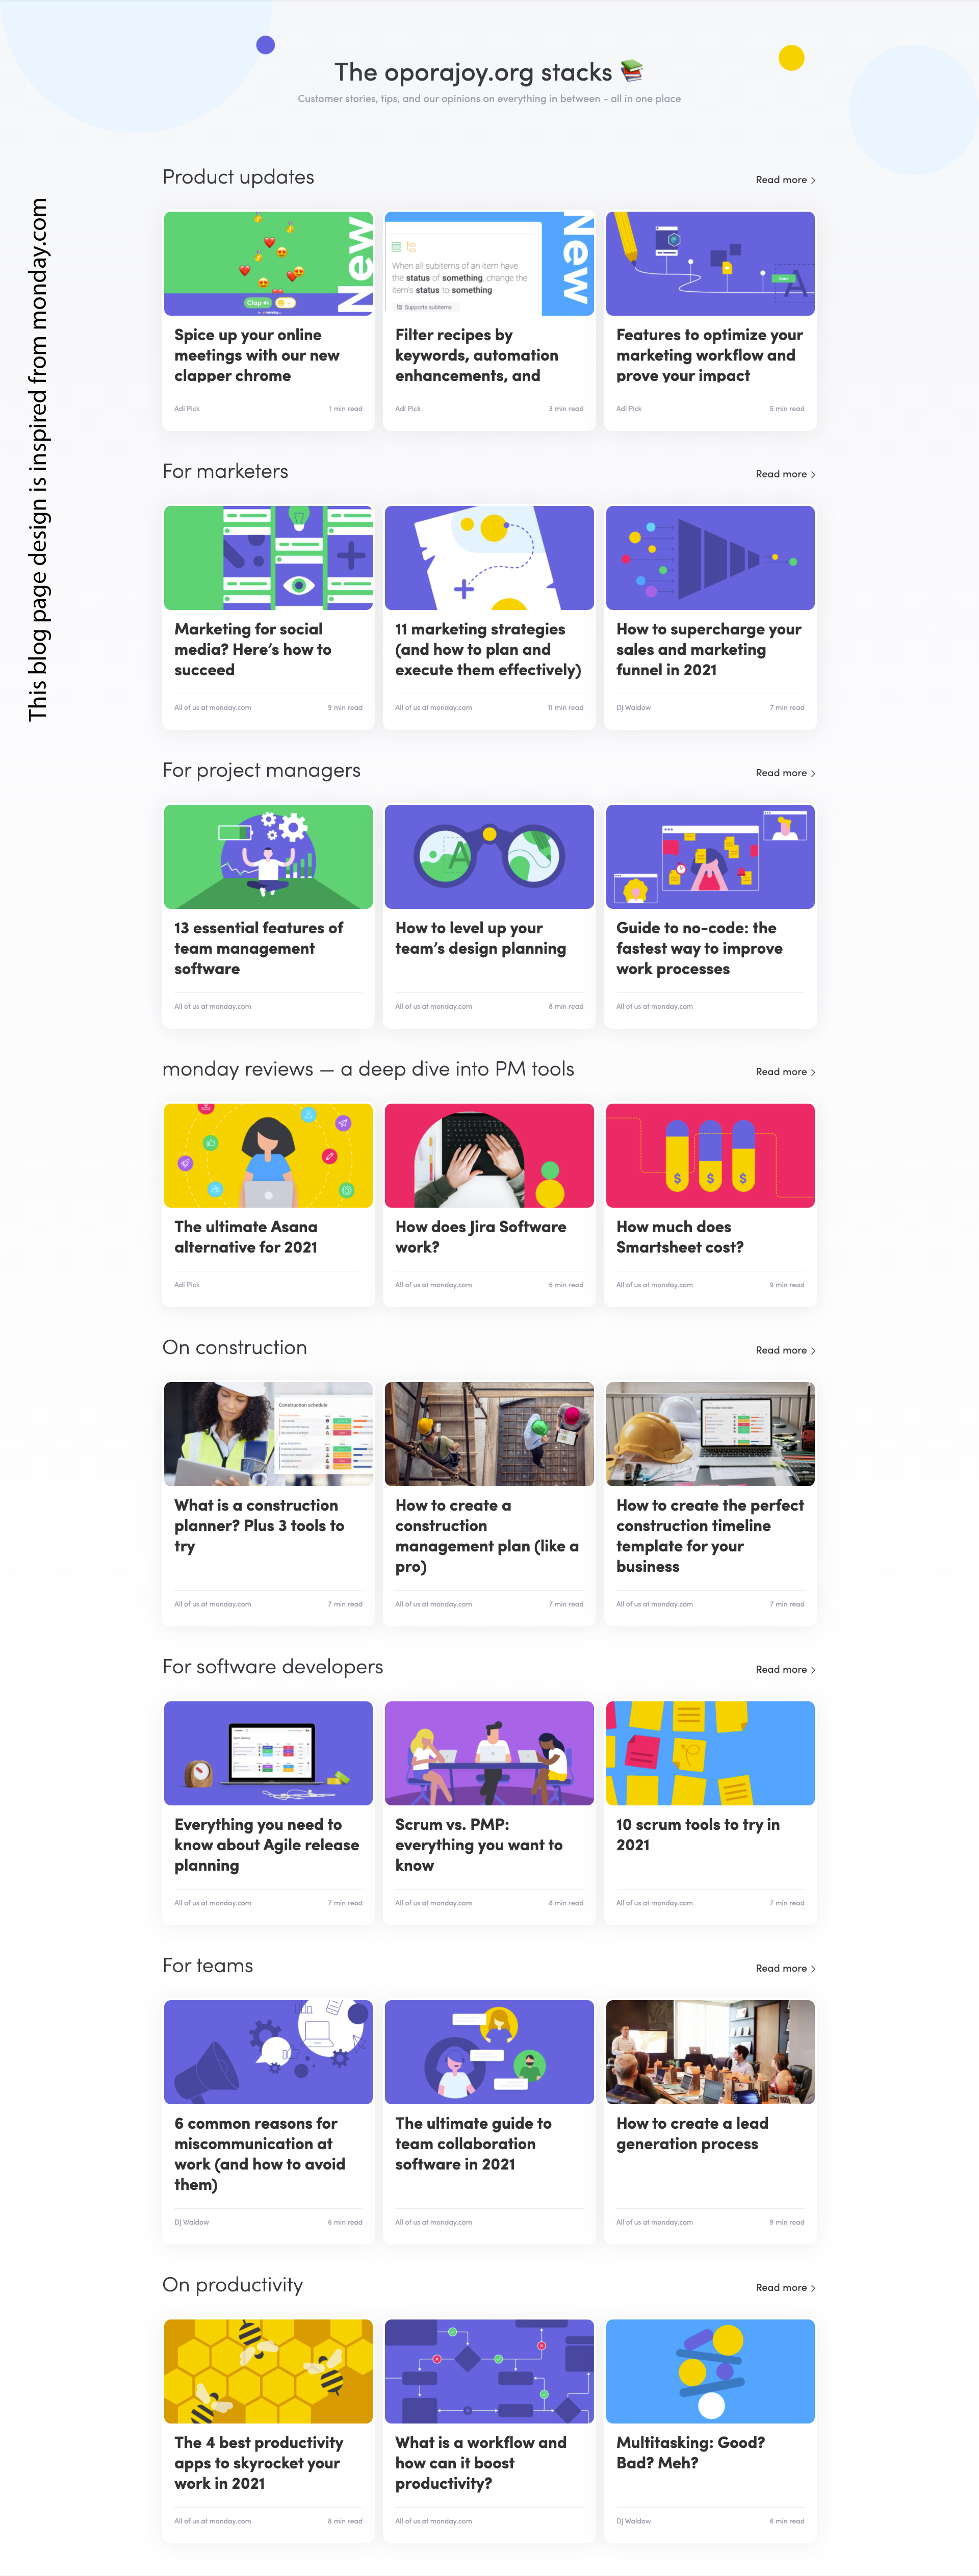 The oporajoy.org stacks
Customer stories, tips, and our opinions on everything in between - all in one place
This blog page design is inspired from monday.com
Product updates
Read more >
New
Clap
New
When all subitems of an item have
the status of something, change the
item's status to something
Supports subitems
A
Spice up your online
meetings with our new
clapper chrome
Adi Pick
1 min read
Filter recipes by
keywords, automation
enhancements, and
Adi Pick
3 min read
Features to optimize your
marketing workflow and
prove your impact
Adi Pick
5 min read
For marketers
Read more >
Marketing for social
media? Here's how to
succeed
All of us at monday.com
9 min read
11 marketing strategies
(and how to plan and
execute them effectively)
All of us at monday.com
11 min read
How to supercharge your
sales and marketing
funnel in 2021
DJ Waldow
7 min read
For project managers
Read more >
13 essential features of
team management
software
All of us at monday.com
A
How to level up your
team's design planning
All of us at monday.com
8 min read
Guide to no-code: the
fastest way to improve
work processes
All of us at monday.com
monday reviews — a deep dive into PM tools
Read more >
The ultimate Asana
alternative for 2021
Adi Pick
How does Jira Software
work?
All of us at monday.com
6 min read
$ $ $
How much does
Smartsheet cost?
All of us at monday.com
9 min read
On construction
Read more >
Construction schedule
What is a construction
planner? Plus 3 tools to
try
All of us at monday.com
7 min read
How to create a
construction
management plan (like a
pro)
All of us at monday.com
7 min read
How to create the perfect
construction timeline
template for your
business
All of us at monday.com
7 min read
For software developers
Read more >
Everything you need to
know about Agile release
planning
All of us at monday.com
7 min read
Scrum vs. PMP:
everything you want to
know
All of us at monday.com
8 min read
10 scrum tools to try in
2021
All of us at monday.com
7 min read
For teams
Read more >
6 common reasons for
miscommunication at
work (and how to avoid
them)
DJ Waldow
6 min read
The ultimate guide to
team collaboration
software in 2021
All of us at monday.com
How to create a lead
generation process
All of us at monday.com
9 min read
On productivity
Read more >
The 4 best productivity
apps to skyrocket your
work in 2021
All of us at monday.com
8 min read
What is a workflow and
how can it boost
productivity?
All of us at monday.com
Multitasking: Good?
Bad? Meh?
DJ Waldow
6 min read